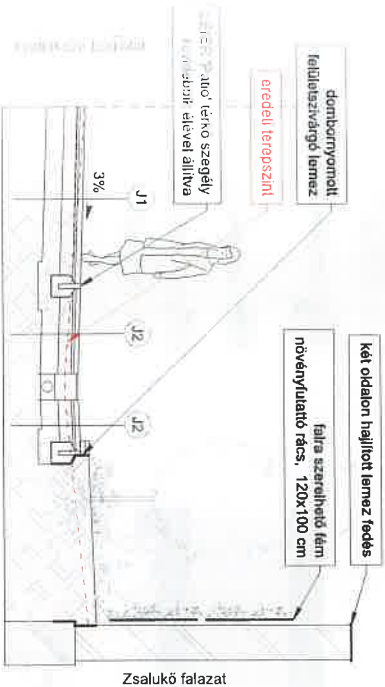 két oldalon hajlított lemez fedés
falra szerelhető fém
növényfuttató rács, 120x100 cm
dombornyomott
felületszivárgó lemez
eredeti terepszint
térkő szegély
élével állítva
3%
J1
J2
J2
Zsalukő falazat